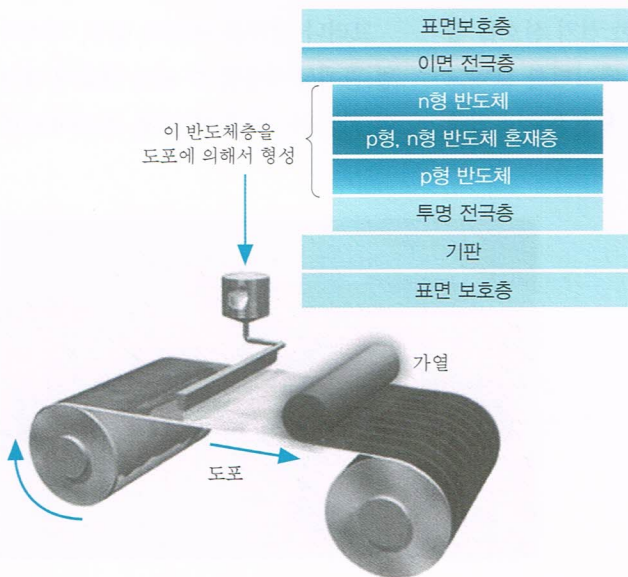 표면보호층
이면 전극층
n형 반도체
p형, n형 반도체 혼재층
p형 반도체
투명 전극층
기판
표면 보호층
이 반도체층을
도포에 의해서 형성
가열
도포